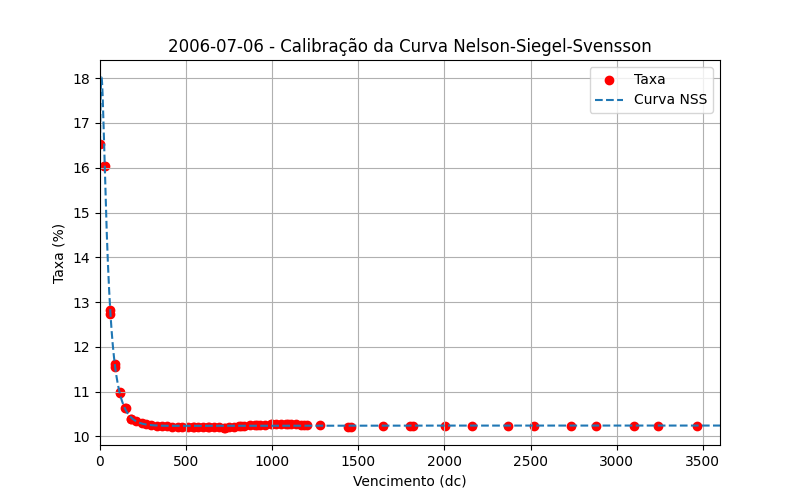 2006-07-06 - Calibração da Curva Nelson-Siegel-Svensson
Taxa
Curva NSS
Taxa (%)
18
17
16
15
14
13
12
11
10
0 500 1000 1500 2000 2500 3000 3500
Vencimento (dc)